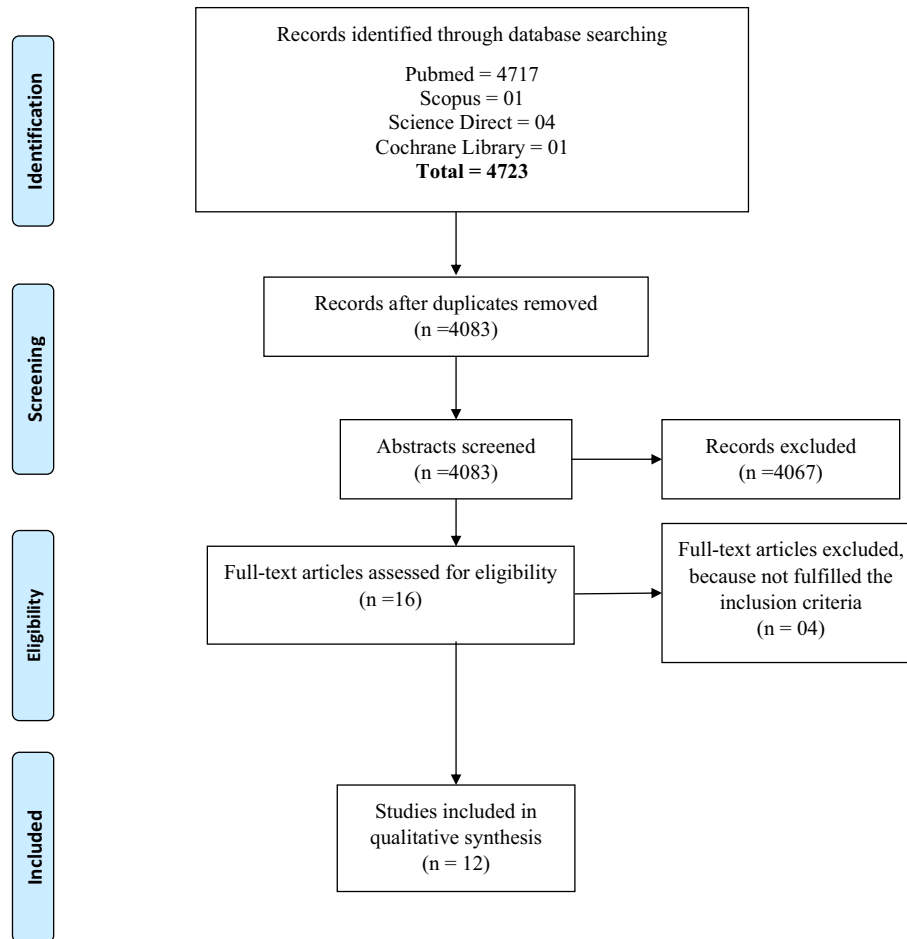 Identification
Records identified through database searching
Pubmed = 4717
Scopus = 01
Science Direct = 04
Cochrane Library = 01
Total = 4723
Screening
Records after duplicates removed
(n =4083)
Abstracts screened
(n =4083)
Records excluded
(n =4067)
Eligibility
Full-text articles assessed for eligibility
(n =16)
Full-text articles excluded,
because not fulfilled the
inclusion criteria
(n = 04)
Included
Studies included in
qualitative synthesis
(n = 12)